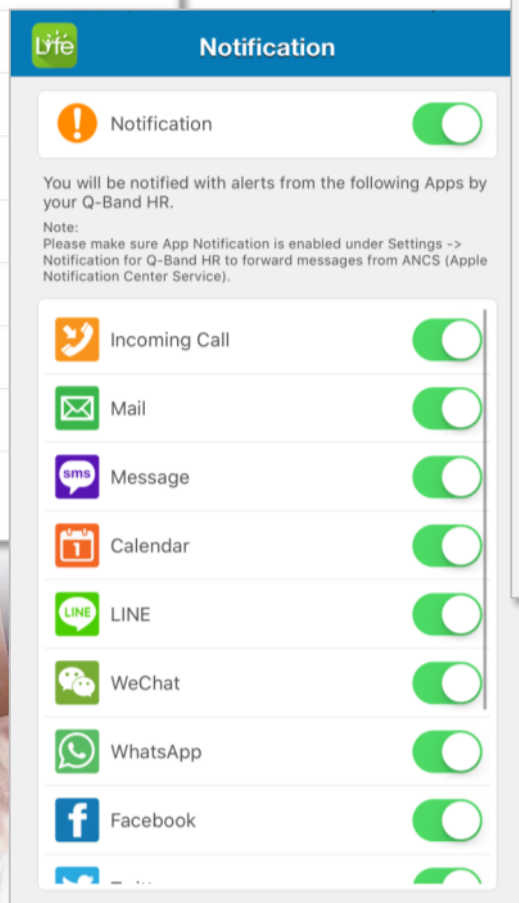 Life
Notification
Notification
You will be notified with alerts from the following Apps by
your Q-Band HR.
Note:
Please make sure App Notification is enabled under Settings ->
Notification for Q-Band HR to forward messages from ANCS (Apple
Notification Center Service).
Incoming Call
Mail
sms
Message
1
Calendar
LINE
LINE
WeChat
WhatsApp
f
Facebook